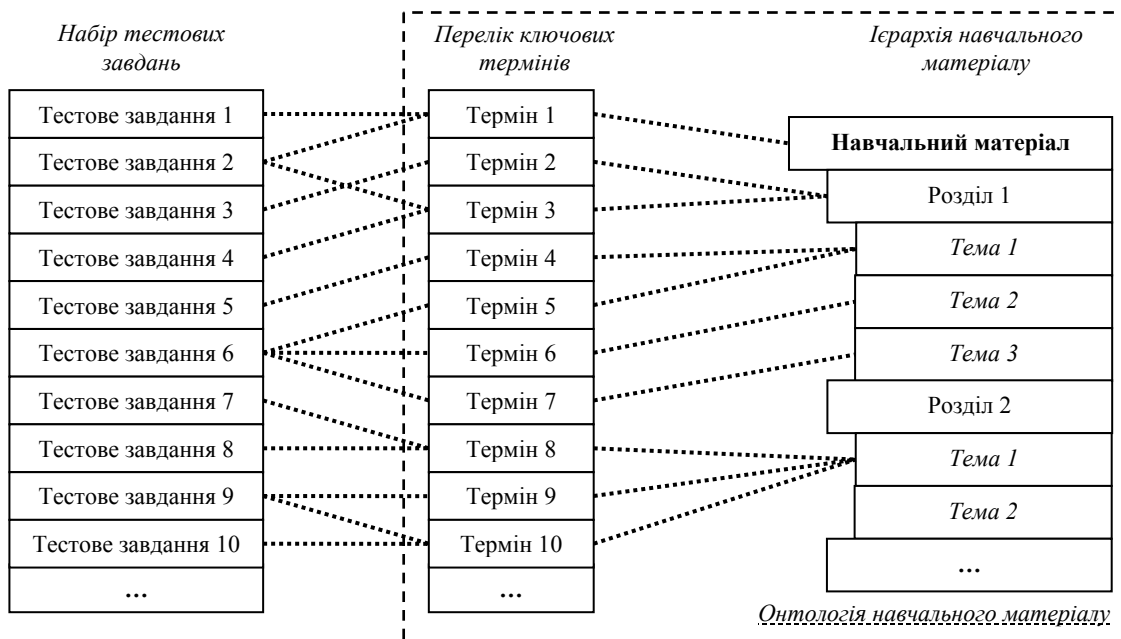 Набір тестових
завдань
Тестове завдання 1
Тестове завдання 2
Тестове завдання 3
Тестове завдання 4
Тестове завдання 5
Тестове завдання 6
Тестове завдання 7
Тестове завдання 8
Тестове завдання 9
Тестове завдання 10
...
Перелік ключових
термінів
Термін 1
Термін 2
Термін 3
Термін 4
Термін 5
Термін 6
Термін 7
Термін 8
Термін 9
Термін 10
...
Ієрархія навчального
матеріалу
Навчальний матеріал
Розділ 1
Тема 1
Тема 2
Тема 3
Розділ 2
Тема 1
Тема 2
...
Онтологія навчального матеріалу